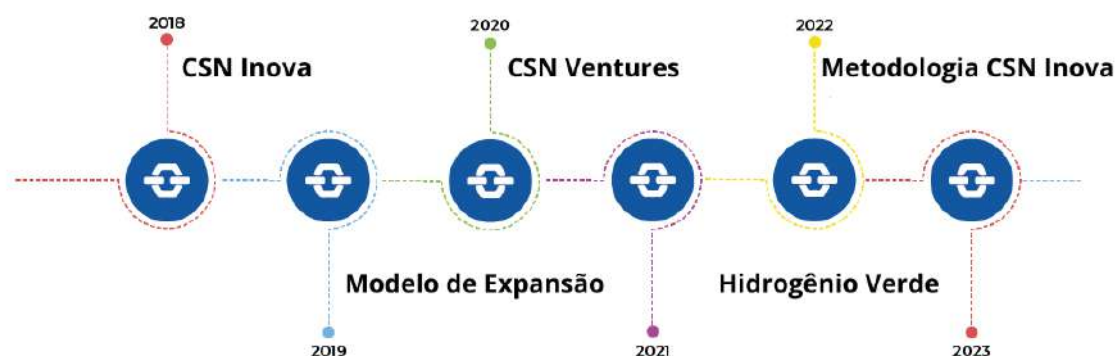 2018
CSN Inova
2020
CSN Ventures
2022
Metodologia CSN Inova
Modelo de Expansão
2019
Hidrogênio Verde
2021
2023